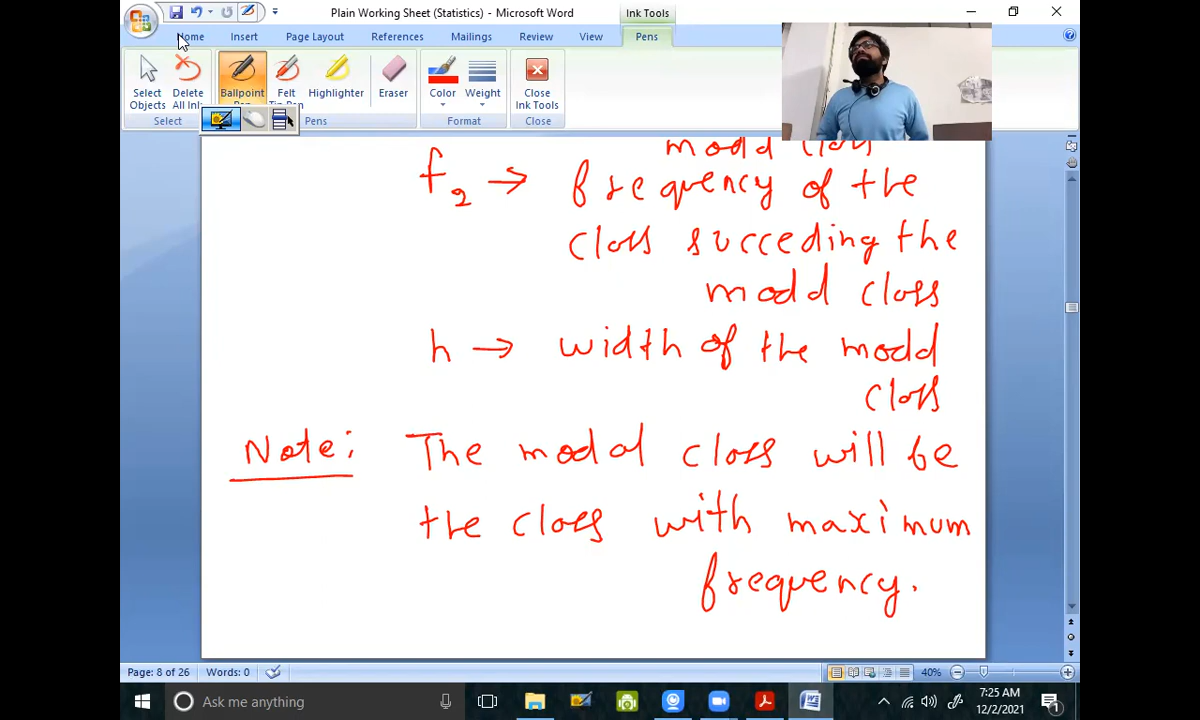 Plain Working Sheet (Statistics) - Microsoft Word
Ink Tools
Home Insert Page Layout References Mailings Review View Pens
Select Objects
Delete All Ink
Ballpoint Pen
Felt Tip Pen
Highlighter
Eraser
Color
Weight
Close Ink Tools
Select
Pens
Format
Close
modal class
f2 → frequency of the
class succeding the
modal class
h → width of the modal
class
Note: The modal class will be
the class with maximum
frequency.
Page: 8 of 26 Words: 0
40%
Ask me anything
7:25 AM
12/2/2021
1